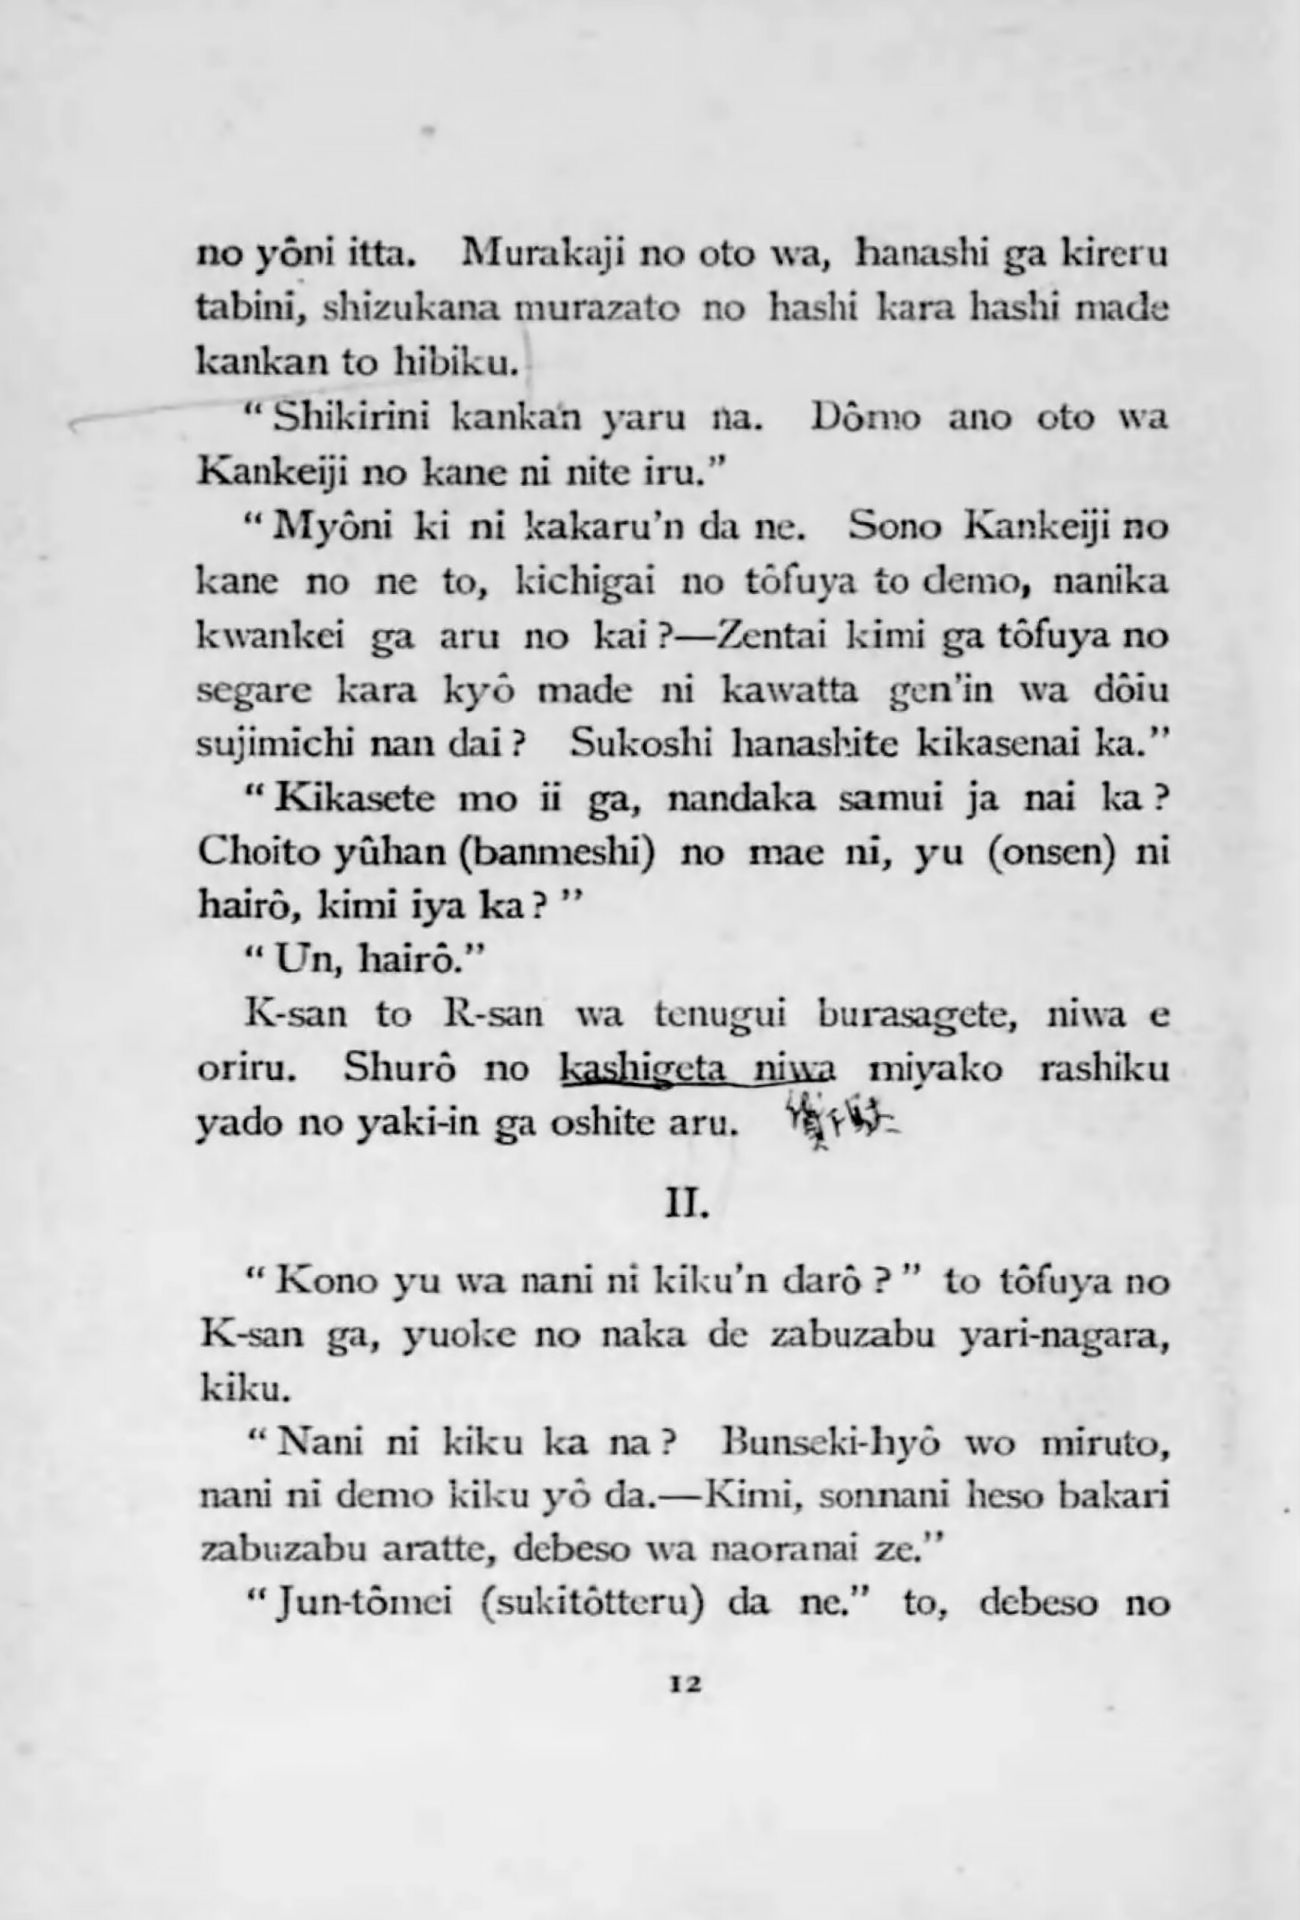 no yôni itta. Murakaji no oto wa, hanashi ga kireru
tabini, shizukana murazato no hashi kara hashi made
kankan to hibiku.
“ Shikirini kankan yaru na. Dômo ano oto wa
Kankeiji no kane ni nite iru.”
“ Myôni ki ni kakaru’n da ne. Sono Kankeiji no
kane no ne to, kichigai no tôfuya to demo, nanika
kwankei ga aru no kai ?—Zentai kimi ga tôfuya no
segare kara kyô made ni kawatta gen’in wa dôiu
sujimichi nan dai ? Sukoshi hanashite kikasenai ka.”
“ Kikasete mo ii ga, nandaka samui ja nai ka ?
Choito yûhan (banmeshi) no mae ni, yu (onsen) ni
hairô, kimi iya ka ? ”
“ Un, hairô.”
K-san to R-san wa tenugui burasagete, niwa e
oriru. Shurô no kashigeta niwa miyako rashiku
yado no yaki-in ga oshite aru.
II.
“ Kono yu wa nani ni kiku’n darô ? ” to tôfuya no
K-san ga, yuoke no naka de zabuzabu yari-nagara,
kiku.
“ Nani ni kiku ka na ? Bunseki-hyô wo miruto,
nani ni demo kiku yô da.—Kimi, sonnani heso bakari
zabuzabu aratte, debeso wa naoranai ze.”
“ Jun-tômei (sukitôtteru) da ne.” to, debeso no
12